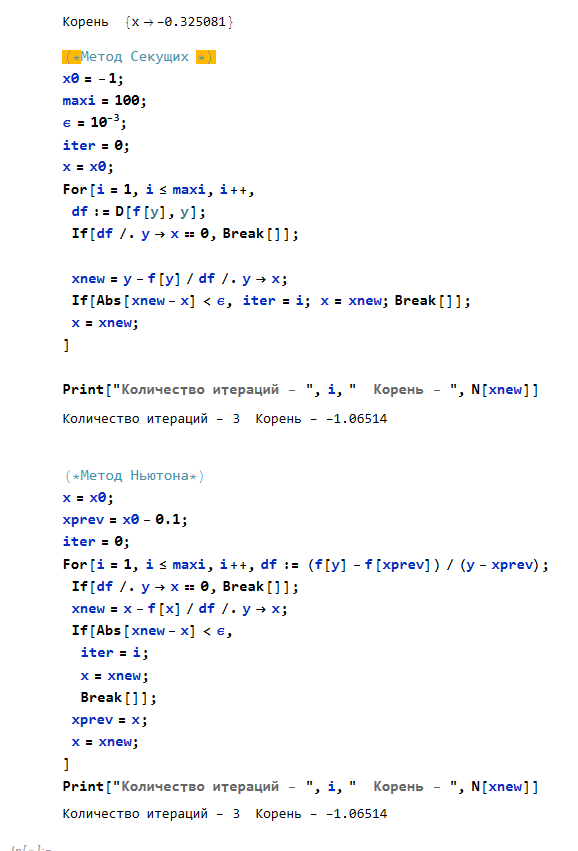 Корень {x → -0.325081}
(*Метод Секущих *)
x0 = -1;
maxi = 100;
ϵ = 10^-3;
iter = 0;
x = x0;
For[i = 1, i ≤ maxi, i++,
df := D[f[y], y];
If[df /. y → x == 0, Break[]];
xnew = y - f[y] / df /. y → x;
If[Abs[xnew - x] < ϵ, iter = i; x = xnew; Break[]];
x = xnew;
]
Print["Количество итераций - ", i, " Корень - ", N[xnew]]
Количество итераций - 3 Корень - -1.06514
(*Метод Ньютона*)
x = x0;
xprev = x0 - 0.1;
iter = 0;
For[i = 1, i ≤ maxi, i++, df := (f[y] - f[xprev]) / (y - xprev);
If[df /. y → x == 0, Break[]];
xnew = x - f[x] / df /. y → x;
If[Abs[xnew - x] < ϵ,
iter = i;
x = xnew;
Break[]];
xprev = x;
x = xnew;
]
Print["Количество итераций - ", i, " Корень - ", N[xnew]]
Количество итераций - 3 Корень - -1.06514